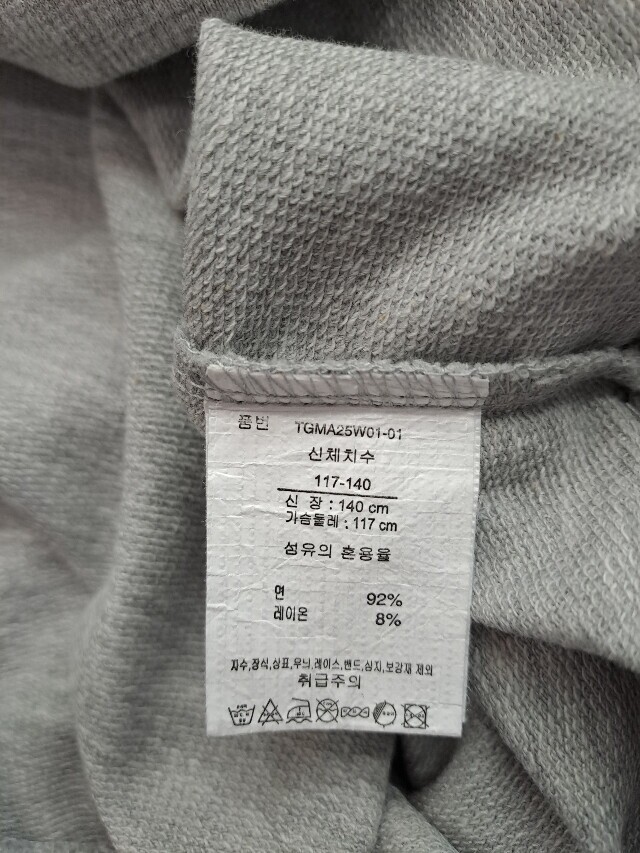 품번 TGMA25W01-01
신체치수
117-140
신 장 : 140 cm
가슴둘레 : 117 cm
섬유의 혼용율
면 92%
레이온 8%
자수,장식,상표,무늬,레이스,밴드,심지,보강재 제외
취급주의